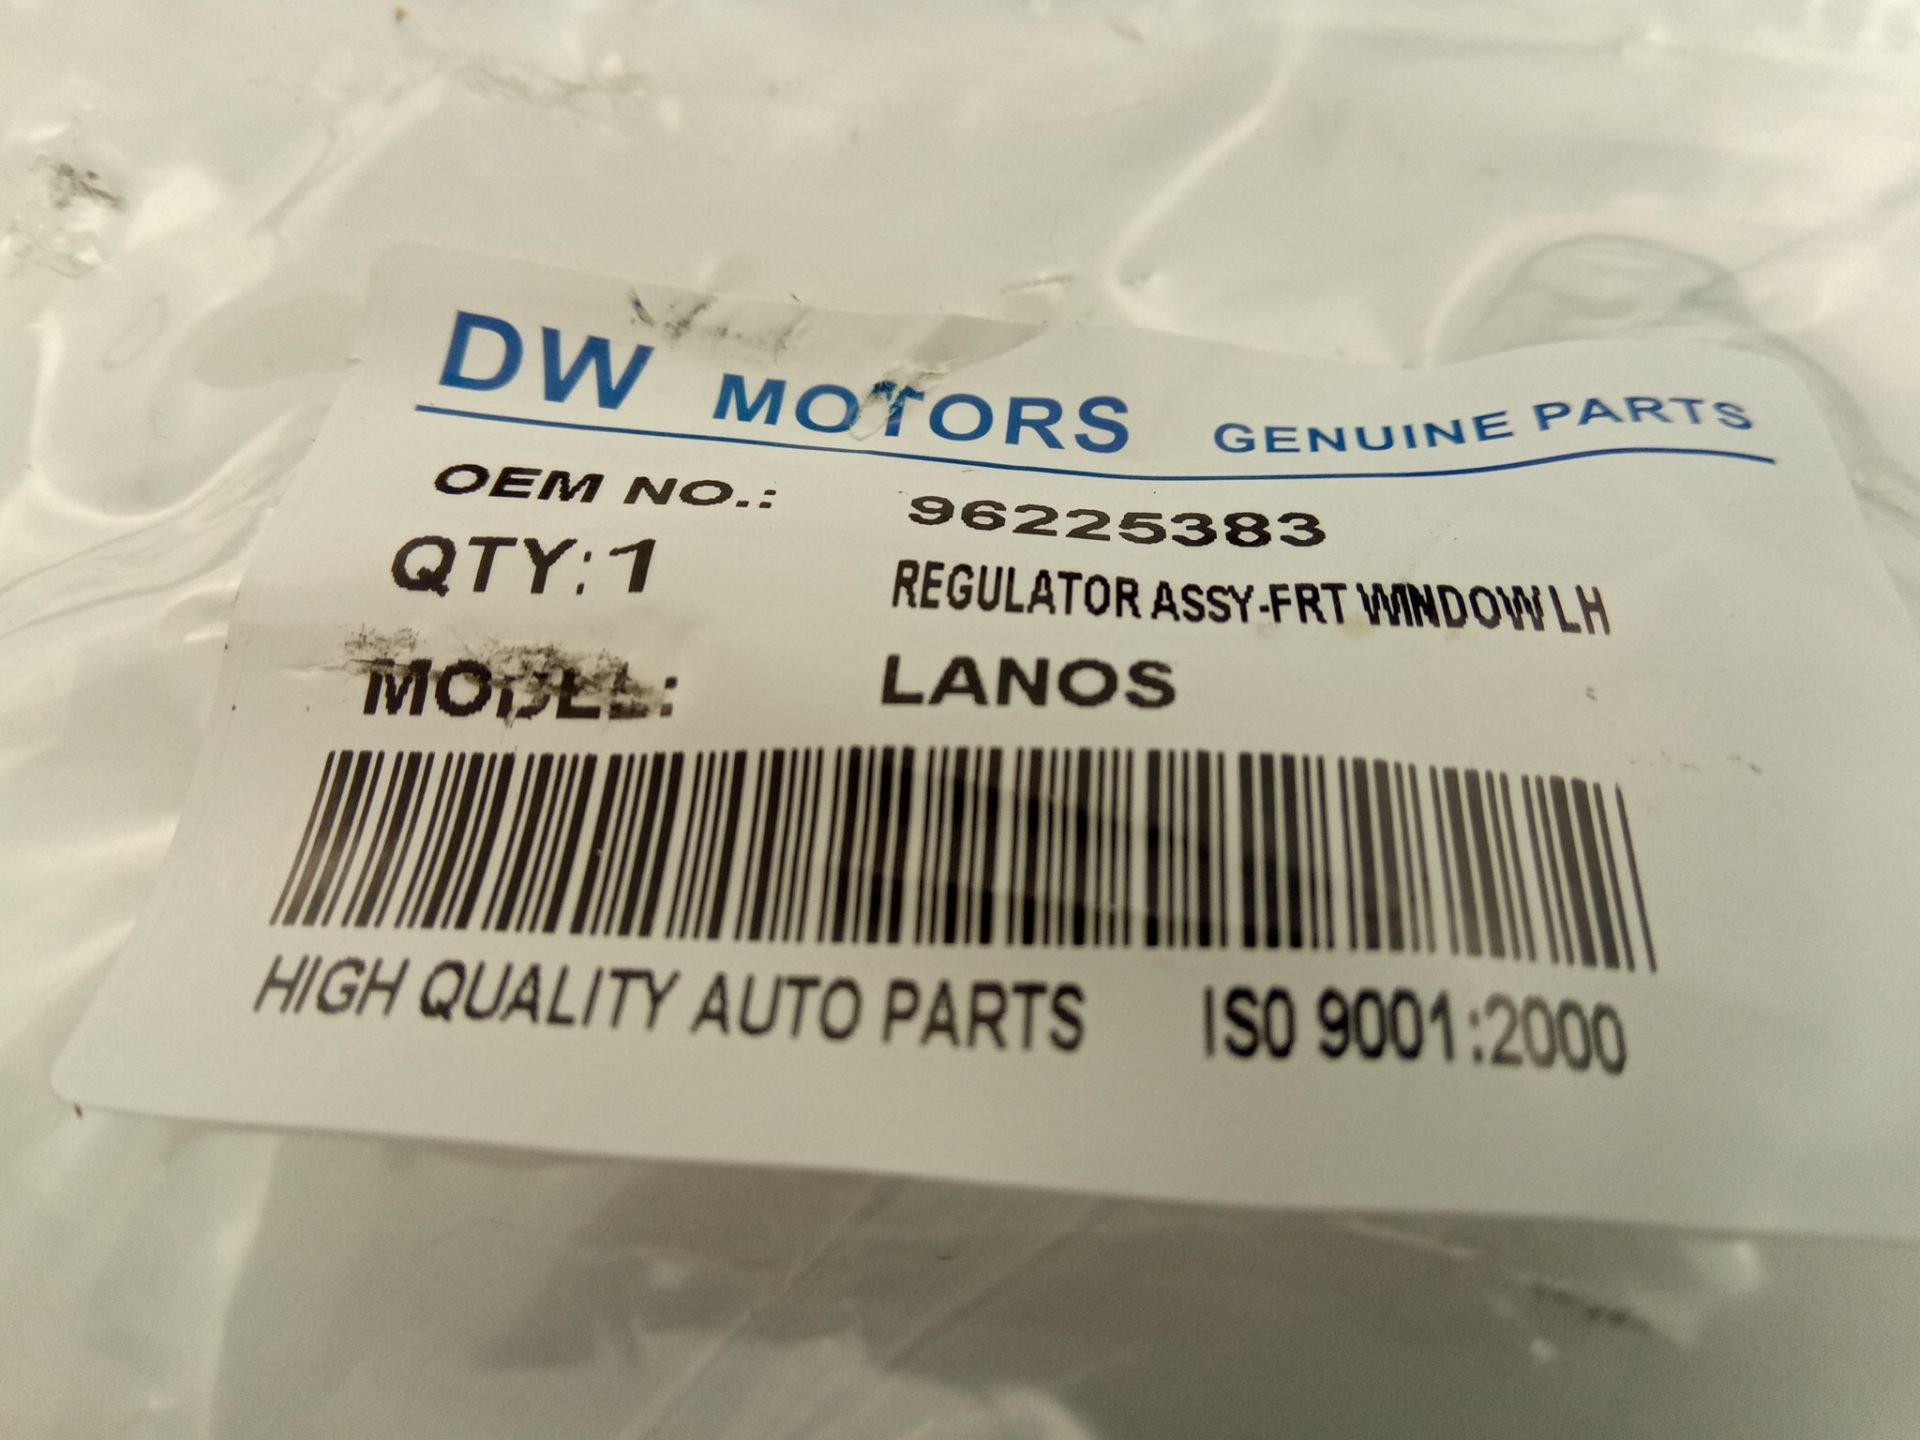 DW MOTORS GENUINE PARTS
OEM NO.: 96225383
QTY:1 REGULATOR ASSY-FRT WINDOW LH
MODEL: LANOS
HIGH QUALITY AUTO PARTS ISO 9001:2000